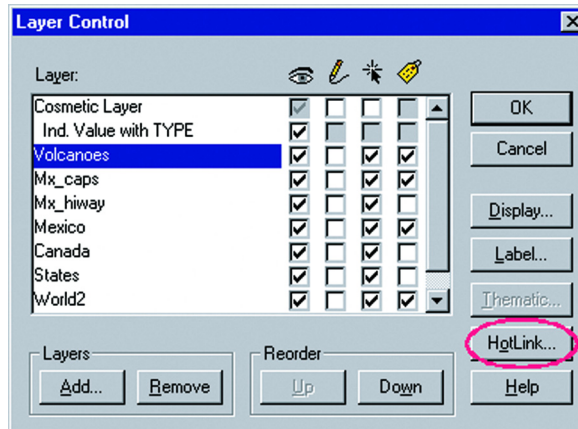 Layer Control
Layer:
Cosmetic Layer
Ind. Value with TYPE
Volcanoes
Mx_caps
Mx_hiway
Mexico
Canada
States
World2
OK
Cancel
Display...
Label...
Thematic...
HotLink...
Help
Layers
Add...
Remove
Reorder
Up
Down